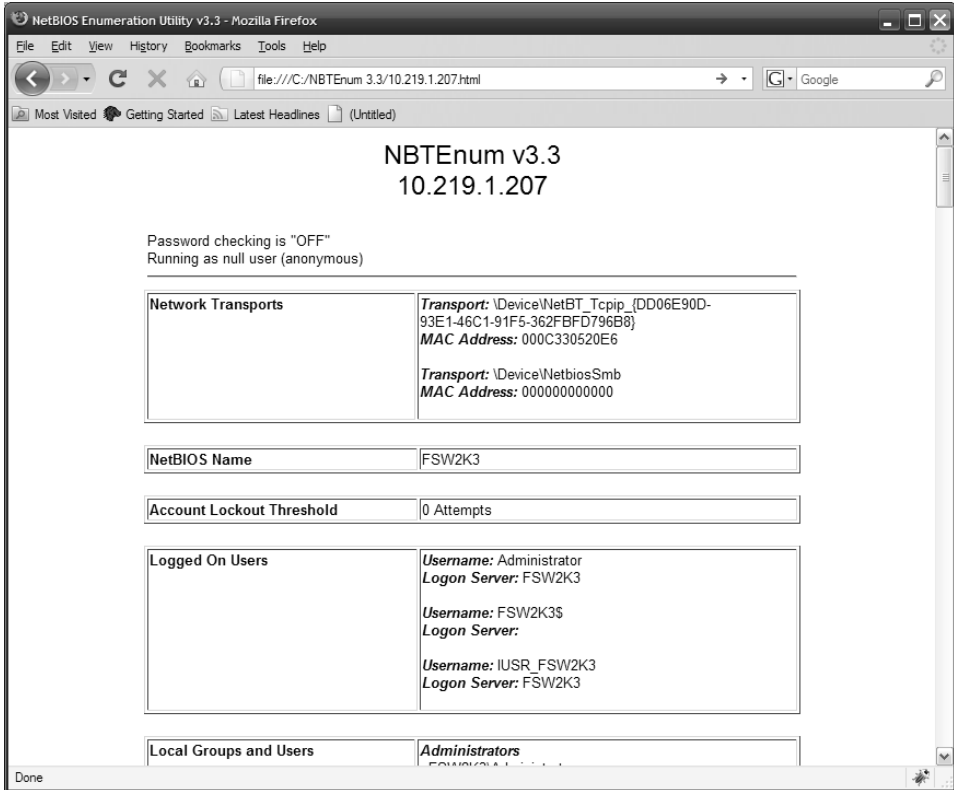 NetBIOS Enumeration Utility v3.3 - Mozilla Firefox
File Edit View History Bookmarks Tools Help
file:///C:/NBTEnum 3.3/10.219.1.207.html
G Google
Most Visited Getting Started Latest Headlines (Untitled)
NBTEnum v3.3
10.219.1.207
Password checking is "OFF"
Running as null user (anonymous)
Network Transports
Transport: \Device\NetBT_Tcpip_{DD06E90D-
93E1-46C1-91F5-362FBFD796B8}
MAC Address: 000C330520E6
Transport: \Device\NetbiosSmb
MAC Address: 000000000000
NetBIOS Name
FSW2K3
Account Lockout Threshold
0 Attempts
Logged On Users
Username: Administrator
Logon Server: FSW2K3
Username: FSW2K3$
Logon Server:
Username: IUSR_FSW2K3
Logon Server: FSW2K3
Local Groups and Users
Administrators
Done